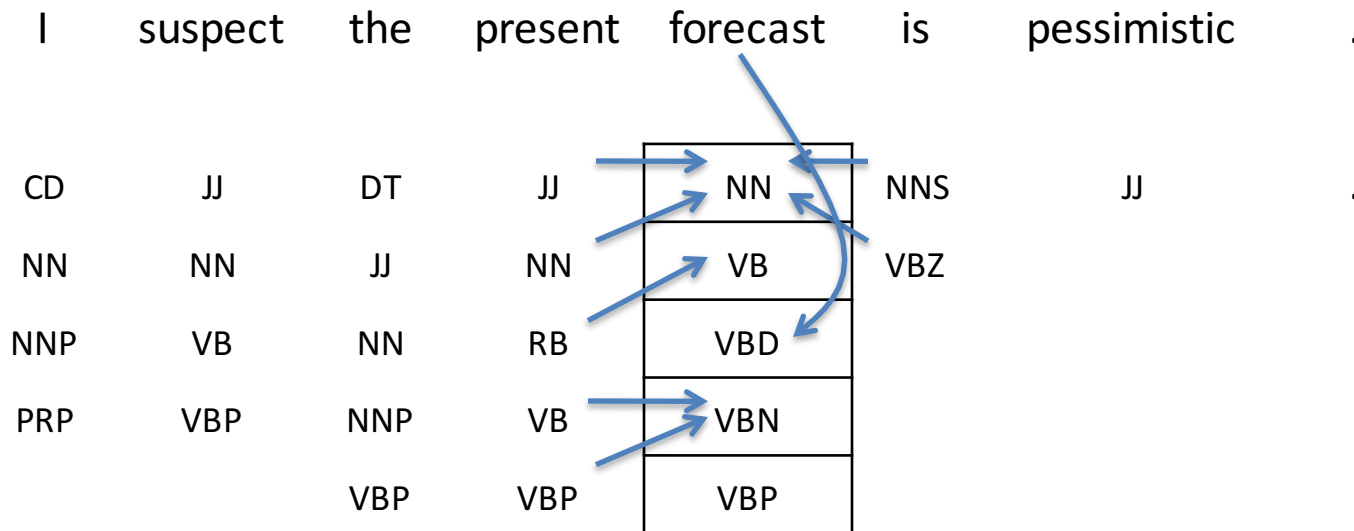 I suspect the present forecast is pessimistic .
CD JJ DT JJ NN NNS JJ .
NN NN JJ NN VB VBZ
NNP VB NN RB VBD
PRP VBP NNP VB VBN
VBP VBP VBP